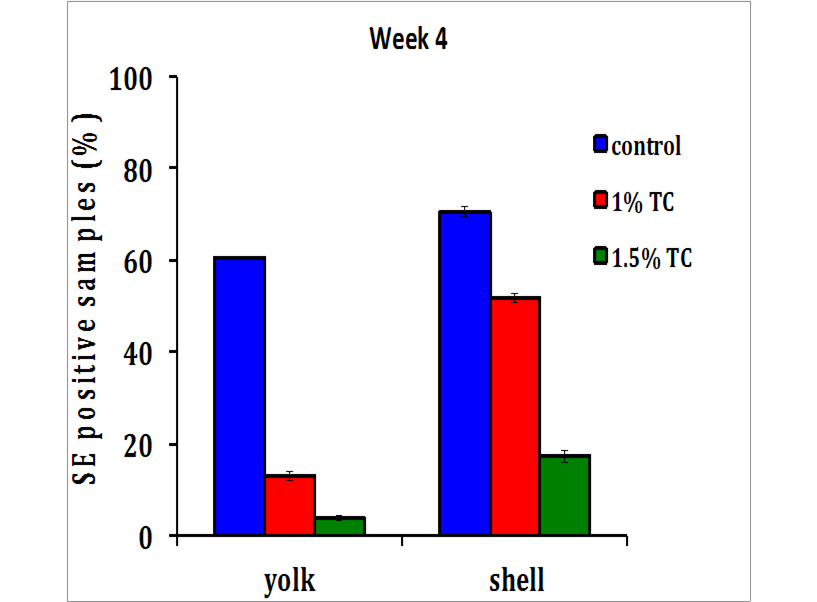 Week 4
100
80
60
40
20
0
SE positive samples (%)
control
1% TC
1.5% TC
yolk
shell